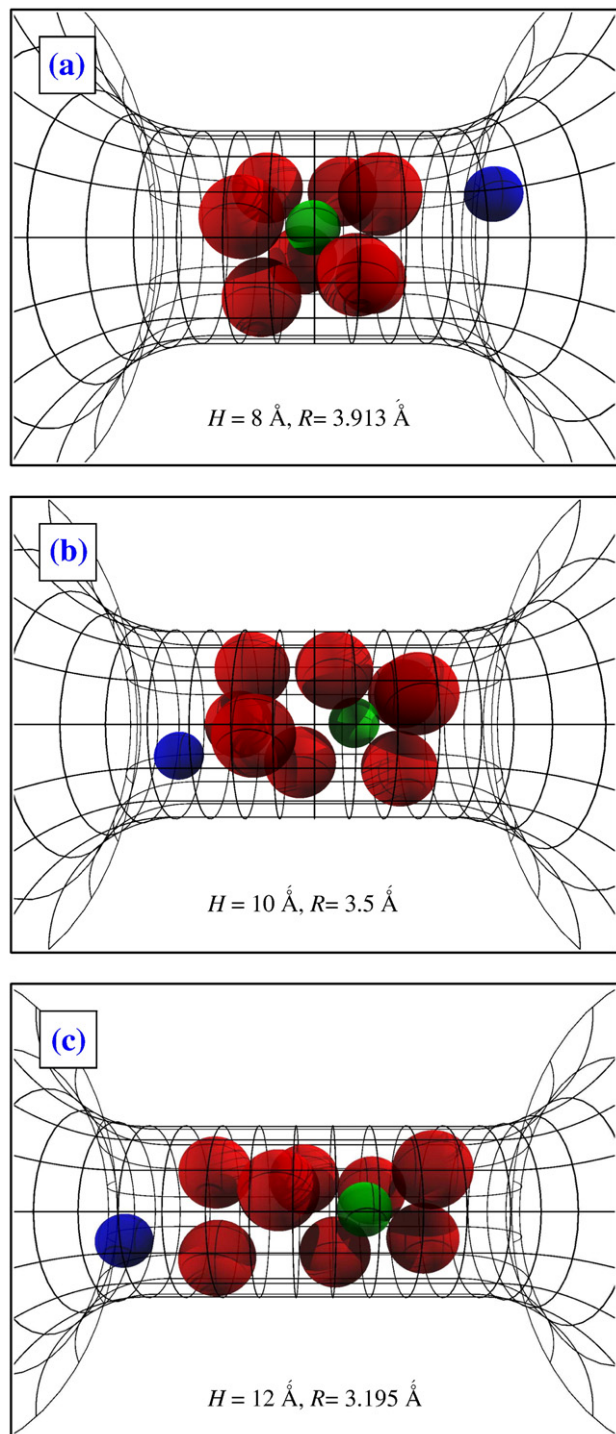 (a)
H = 8 Å, R= 3.913 Å
(b)
H = 10 Å, R= 3.5 Å
(c)
H = 12 Å, R= 3.195 Å